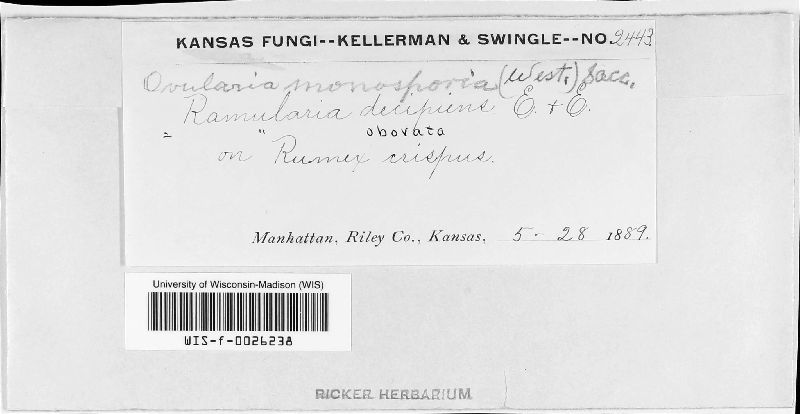 KANSAS FUNGI--KELLERMAN & SWINGLE--NO. 2443
Ovularia monosporia (West.) Sacc.
Ramularia decipiens E. & E.
= " obovata
on Rumex crispus.
Manhattan, Riley Co., Kansas, 5 - 28 1889.
University of Wisconsin-Madison (WIS)
WIS-f-0026238
RICKER HERBARIUM